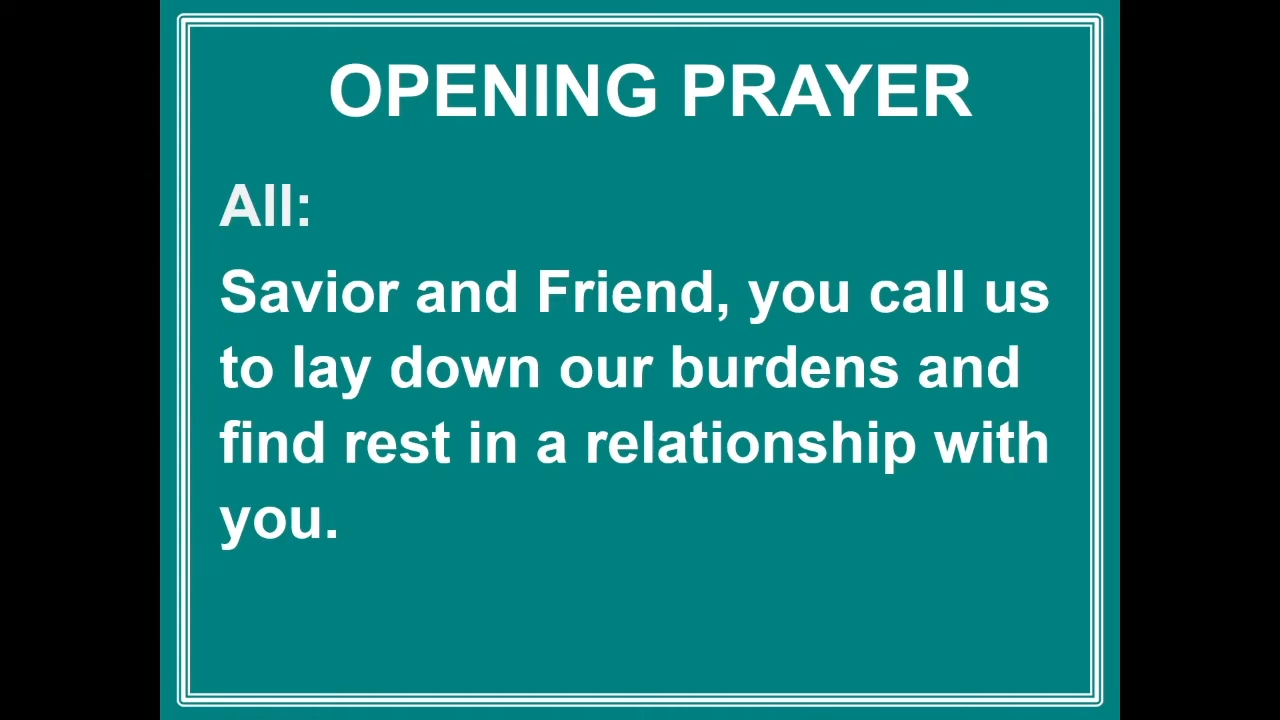 OPENING PRAYER
All:
Savior and Friend, you call us
to lay down our burdens and
find rest in a relationship with
you.